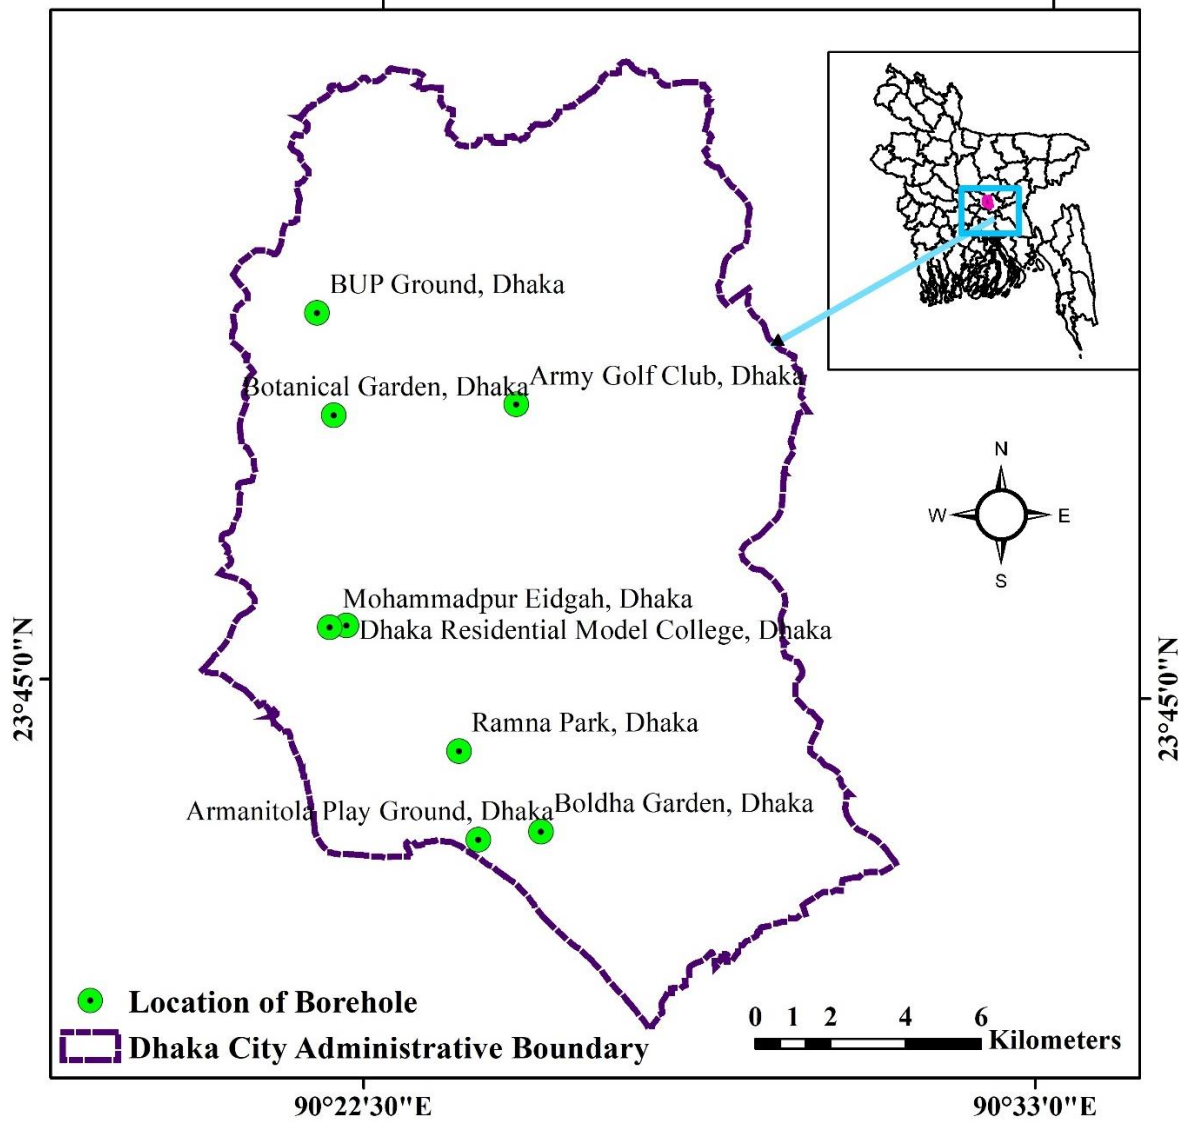 BUP Ground, Dhaka
Army Golf Club, Dhaka
Botanical Garden, Dhaka
N
W
E
S
Mohammadpur Eidgah, Dhaka
Dhaka Residential Model College, Dhaka
23°45'0"N
23°45'0"N
Ramna Park, Dhaka
Armanitola Play Ground, Dhaka
Boldha Garden, Dhaka
Location of Borehole
Dhaka City Administrative Boundary
0 1 2 4 6
Kilometers
90°22'30"E
90°33'0"E